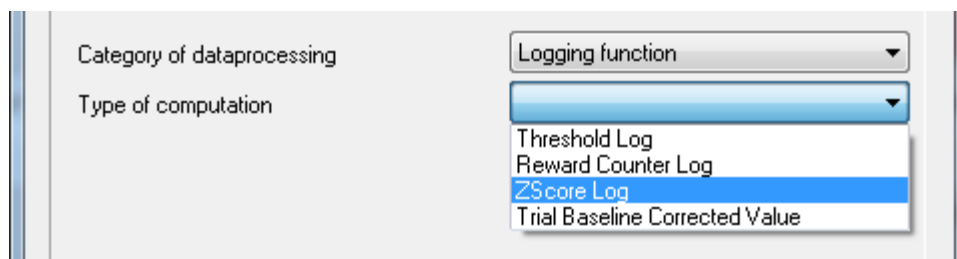 Category of dataprocessing Logging function
Type of computation
Threshold Log
Reward Counter Log
ZScore Log
Trial Baseline Corrected Value